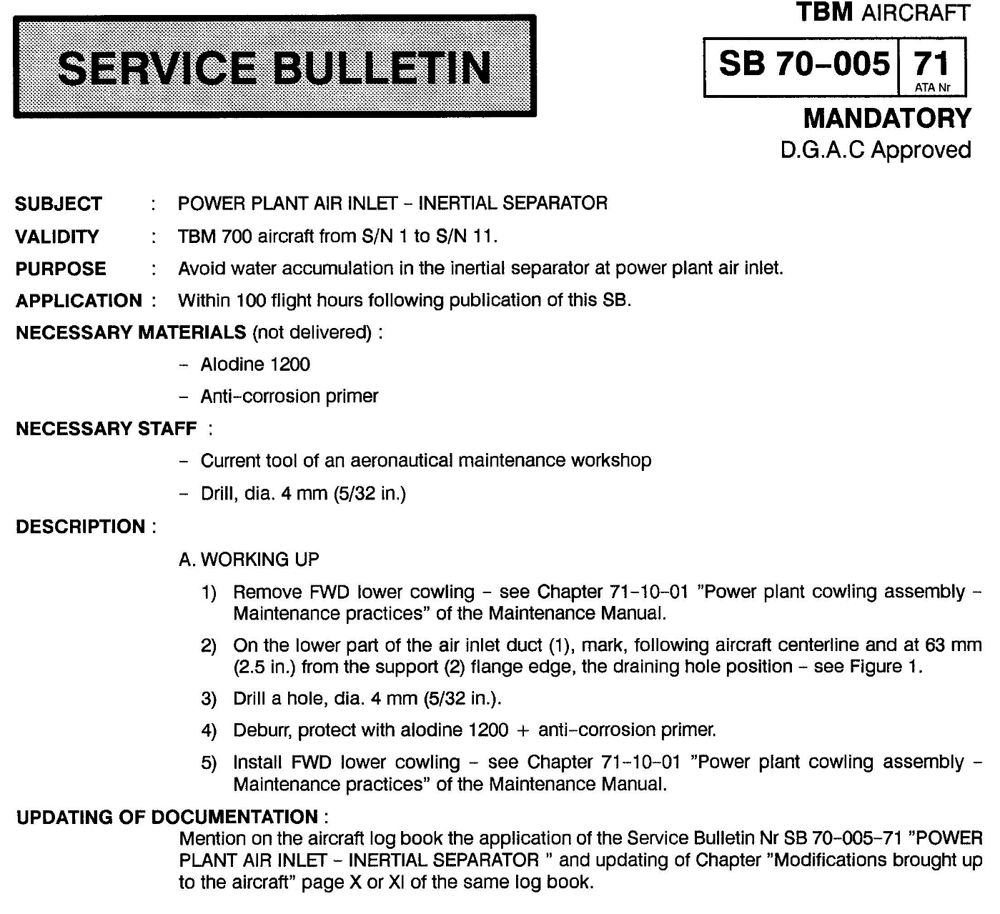 TBM AIRCRAFT
SERVICE BULLETIN
SB 70–005 71
ATA Nr
MANDATORY
D.G.A.C Approved
SUBJECT : POWER PLANT AIR INLET – INERTIAL SEPARATOR
VALIDITY : TBM 700 aircraft from S/N 1 to S/N 11.
PURPOSE : Avoid water accumulation in the inertial separator at power plant air inlet.
APPLICATION : Within 100 flight hours following publication of this SB.
NECESSARY MATERIALS (not delivered) :
– Alodine 1200
– Anti–corrosion primer
NECESSARY STAFF :
– Current tool of an aeronautical maintenance workshop
– Drill, dia. 4 mm (5/32 in.)
DESCRIPTION :
A. WORKING UP
1) Remove FWD lower cowling – see Chapter 71–10–01 ”Power plant cowling assembly –
Maintenance practices” of the Maintenance Manual.
2) On the lower part of the air inlet duct (1), mark, following aircraft centerline and at 63 mm
(2.5 in.) from the support (2) flange edge, the draining hole position – see Figure 1.
3) Drill a hole, dia. 4 mm (5/32 in.).
4) Deburr, protect with alodine 1200 + anti–corrosion primer.
5) Install FWD lower cowling – see Chapter 71–10–01 ”Power plant cowling assembly –
Maintenance practices” of the Maintenance Manual.
UPDATING OF DOCUMENTATION :
Mention on the aircraft log book the application of the Service Bulletin Nr SB 70–005–71 ”POWER
PLANT AIR INLET – INERTIAL SEPARATOR ” and updating of Chapter ”Modifications brought up
to the aircraft” page X or XI of the same log book.